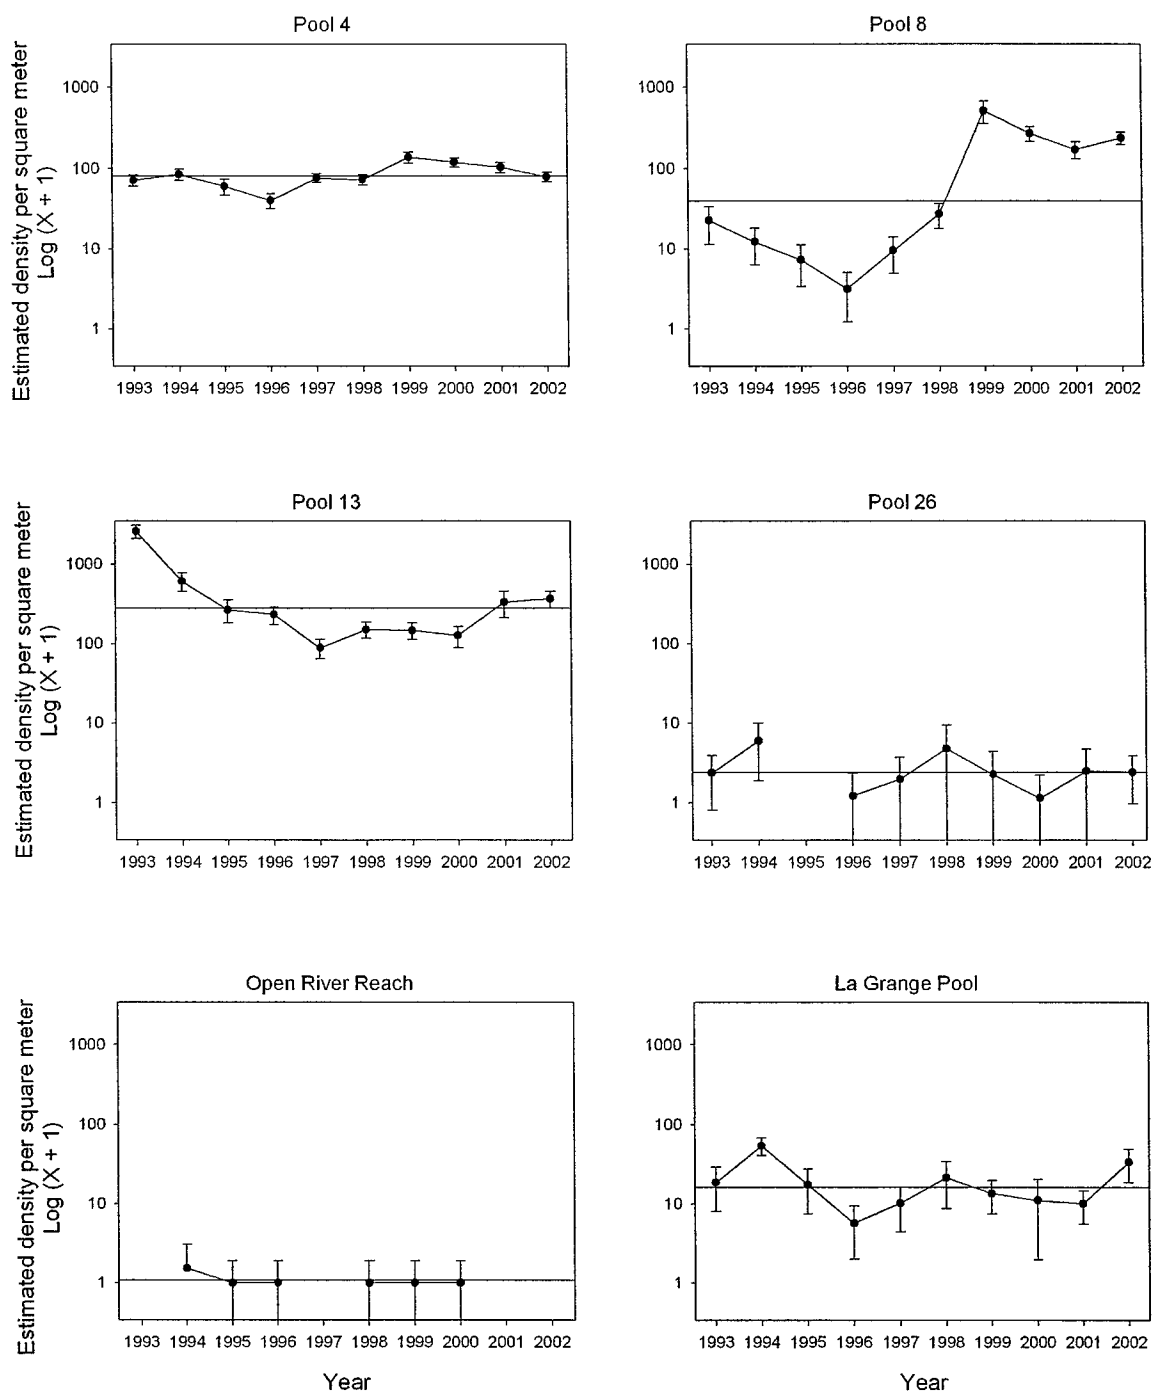 Pool 4
Estimated density per square meter
Log (X + 1)
1000
100
10
1
1993 1994 1995 1996 1997 1998 1999 2000 2001 2002
Pool 8
1000
100
10
1
1993 1994 1995 1996 1997 1998 1999 2000 2001 2002
Pool 13
Estimated density per square meter
Log (X + 1)
1000
100
10
1
1993 1994 1995 1996 1997 1998 1999 2000 2001 2002
Pool 26
1000
100
10
1
1993 1994 1995 1996 1997 1998 1999 2000 2001 2002
Open River Reach
Estimated density per square meter
Log (X + 1)
1000
100
10
1
1993 1994 1995 1996 1997 1998 1999 2000 2001 2002
Year
La Grange Pool
1000
100
10
1
1993 1994 1995 1996 1997 1998 1999 2000 2001 2002
Year